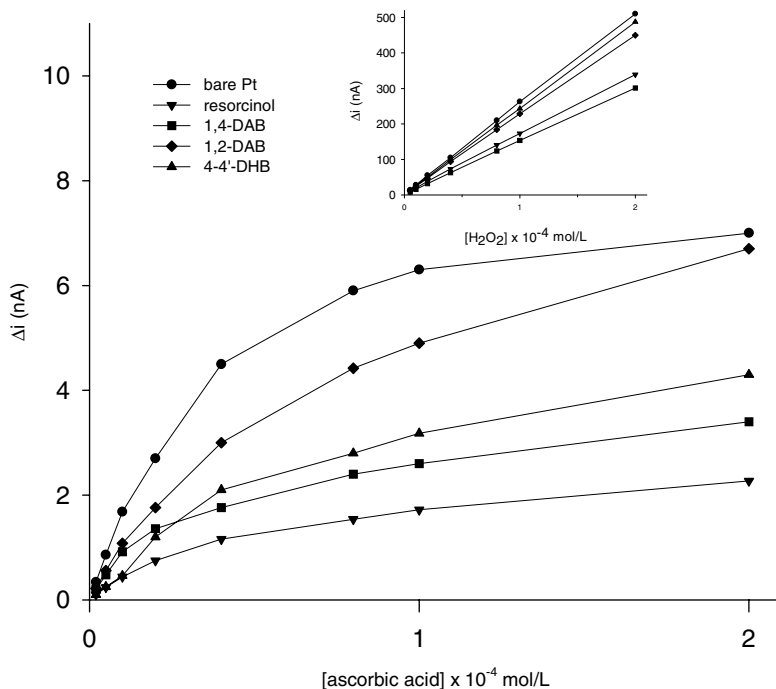 500
400
300
200
100
0
Δi (nA)
0
1
2
[H₂O₂] x 10⁻⁴ mol/L
bare Pt
resorcinol
1,4-DAB
1,2-DAB
4-4'-DHB
10
8
6
4
2
0
Δi (nA)
0
1
2
[ascorbic acid] x 10⁻⁴ mol/L